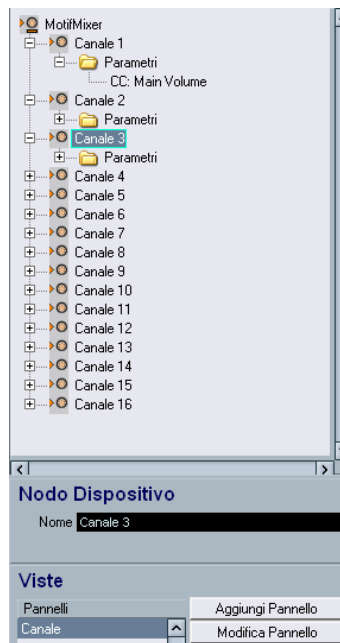 MotifMixer
Canale 1
Parametri
CC: Main Volume
Canale 2
Parametri
Canale 3
Parametri
Canale 4
Canale 5
Canale 6
Canale 7
Canale 8
Canale 9
Canale 10
Canale 11
Canale 12
Canale 13
Canale 14
Canale 15
Canale 16
Nodo Dispositivo
Nome Canale 3
Viste
Pannelli Aggiungi Pannello
Canale Modifica Pannello